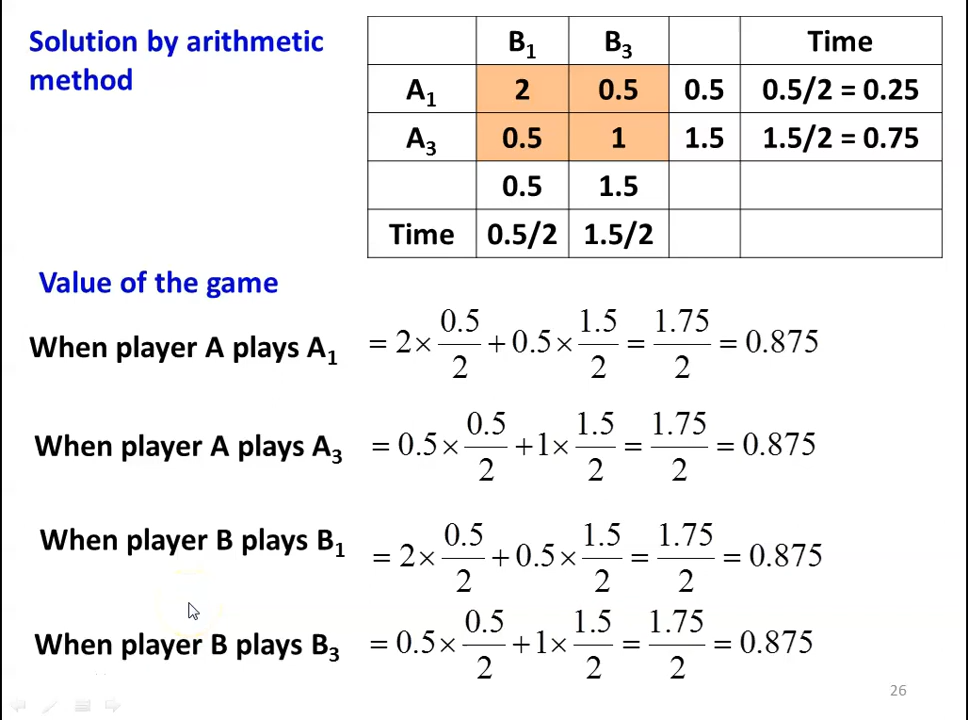 Solution by arithmetic
method
B₁ B₃ Time
A₁ 2 0.5 0.5 0.5/2 = 0.25
A₃ 0.5 1 1.5 1.5/2 = 0.75
0.5 1.5
Time 0.5/2 1.5/2
Value of the game
When player A plays A₁ = 2 × 0.5/2 + 0.5 × 1.5/2 = 1.75/2 = 0.875
When player A plays A₃ = 0.5 × 0.5/2 + 1 × 1.5/2 = 1.75/2 = 0.875
When player B plays B₁ = 2 × 0.5/2 + 0.5 × 1.5/2 = 1.75/2 = 0.875
When player B plays B₃ = 0.5 × 0.5/2 + 1 × 1.5/2 = 1.75/2 = 0.875
26